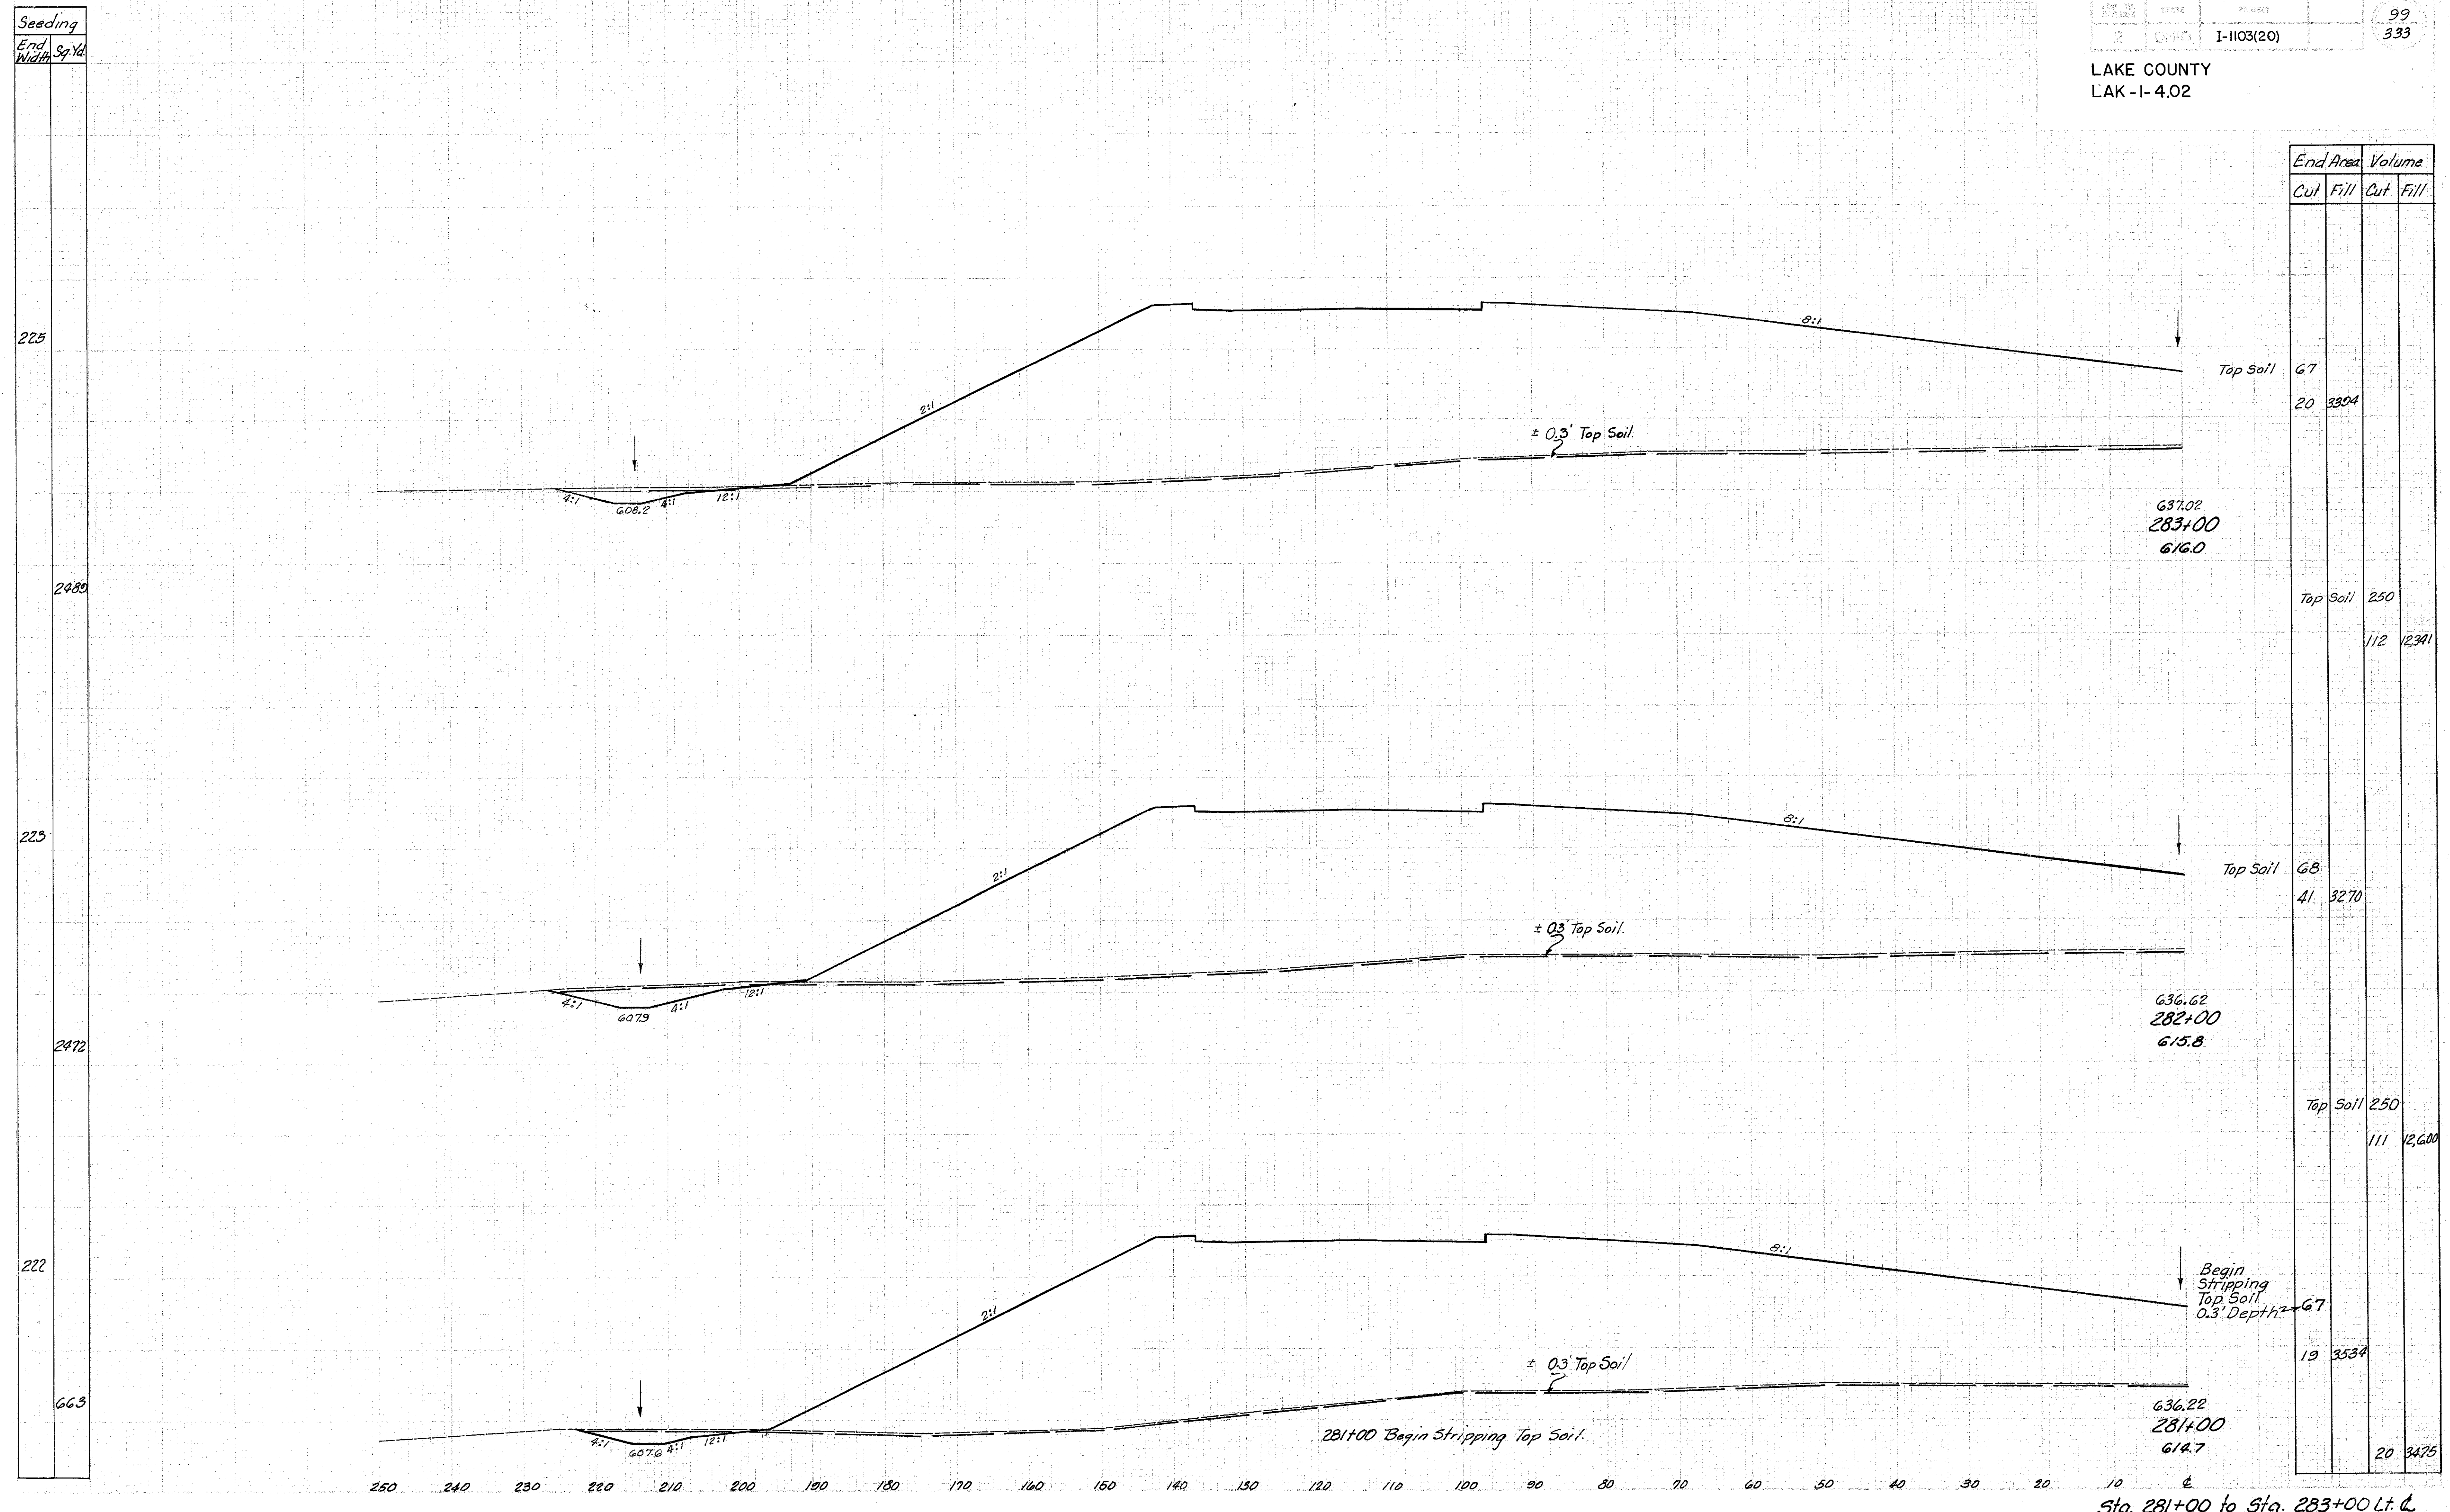 Seeding
End Width Sq.Yd.
99
333
I-1103(20)
LAKE COUNTY
LAK-1-4.02
End Area Volume
Cut Fill Cut Fill
225
8:1
Top Soil 67
20 3394
2:1
± 0.3' Top Soil.
4:1 608.2 4:1 12:1
637.02
283+00
616.0
2489
Top Soil 250
112 12,341
223
8:1
Top Soil 68
41 3270
2:1
± 0.3' Top Soil.
4:1 607.9 4:1 12:1
636.62
282+00
615.8
2472
Top Soil 250
111 12,600
222
8:1
Begin
Stripping
Top Soil
0.3' Depth 67
2:1
± 0.3' Top Soil
19 3534
663
4:1 607.6 4:1 12:1
281+00 Begin Stripping Top Soil.
636.22
281+00
614.7
20 3475
250 240 230 220 210 200 190 180 170 160 150 140 130 120 110 100 90 80 70 60 50 40 30 20 10 ℄
Sta. 281+00 to Sta. 283+00 Lt. ℄